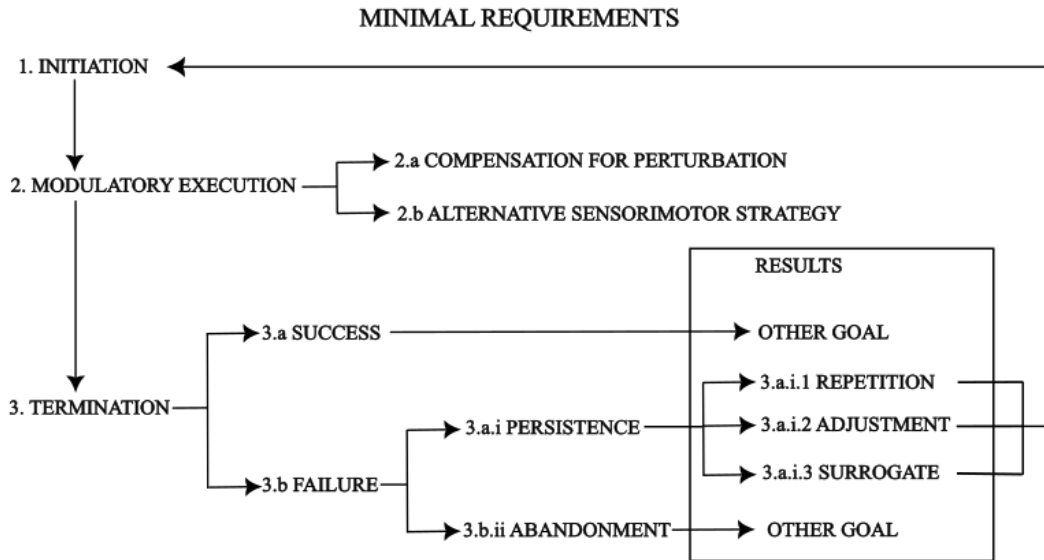 MINIMAL REQUIREMENTS
1. INITIATION
2. MODULATORY EXECUTION
2.a COMPENSATION FOR PERTURBATION
2.b ALTERNATIVE SENSORIMOTOR STRATEGY
RESULTS
3.a SUCCESS
OTHER GOAL
3. TERMINATION
3.a.i PERSISTENCE
3.a.i.1 REPETITION
3.a.i.2 ADJUSTMENT
3.a.i.3 SURROGATE
3.b FAILURE
3.b.ii ABANDONMENT
OTHER GOAL